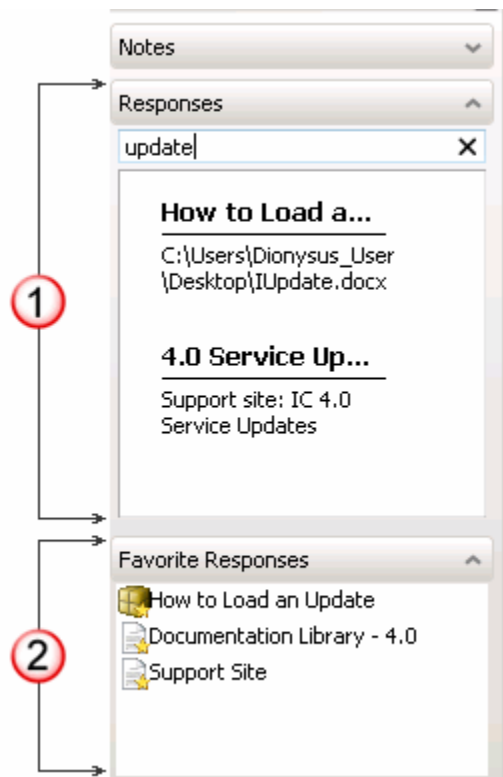 Notes
Responses
update
How to Load a...
C:\Users\Dionysus_User
\Desktop\IUpdate.docx
1
4.0 Service Up...
Support site: IC 4.0
Service Updates
Favorite Responses
How to Load an Update
Documentation Library - 4.0
2
Support Site